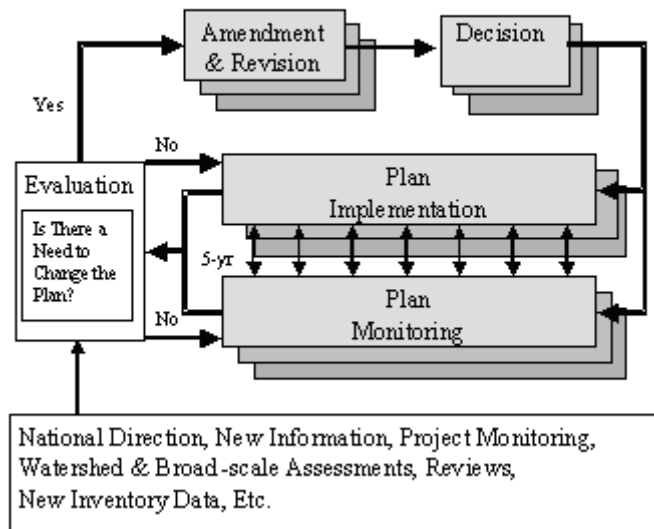 Amendment
& Revision
Decision
Yes
No
Evaluation
Is There a
Need to
Change the
Plan?
Plan
Implementation
5-yr
Plan
Monitoring
No
National Direction, New Information, Project Monitoring,
Watershed & Broad-scale Assessments, Reviews,
New Inventory Data, Etc.